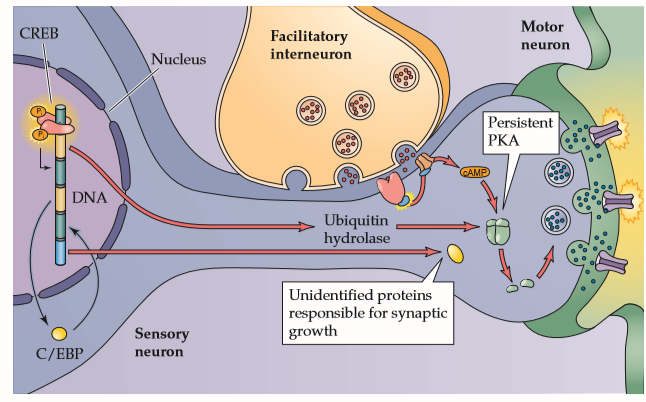 CREB
Nucleus
Facilitatory
interneuron
Motor
neuron
Persistent
PKA
P
P
cAMP
DNA
Ubiquitin
hydrolase
Unidentified proteins
responsible for synaptic
growth
Sensory
neuron
C/EBP